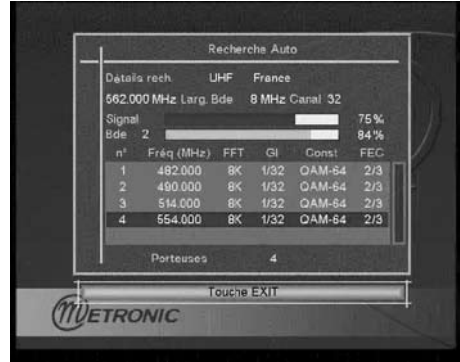 Recherche Auto
Détails rech. UHF France
562.000 MHz Larg. Bde 8 MHz Canal 32
Signal 75%
Bde 2 84%
n° Fréq (MHz) FFT GI Const FEC
1 482.000 8K 1/32 QAM-64 2/3
2 490.000 8K 1/32 QAM-64 2/3
3 514.000 8K 1/32 QAM-64 2/3
4 554.000 8K 1/32 QAM-64 2/3
Porteuses 4
Touche EXIT
METRONIC